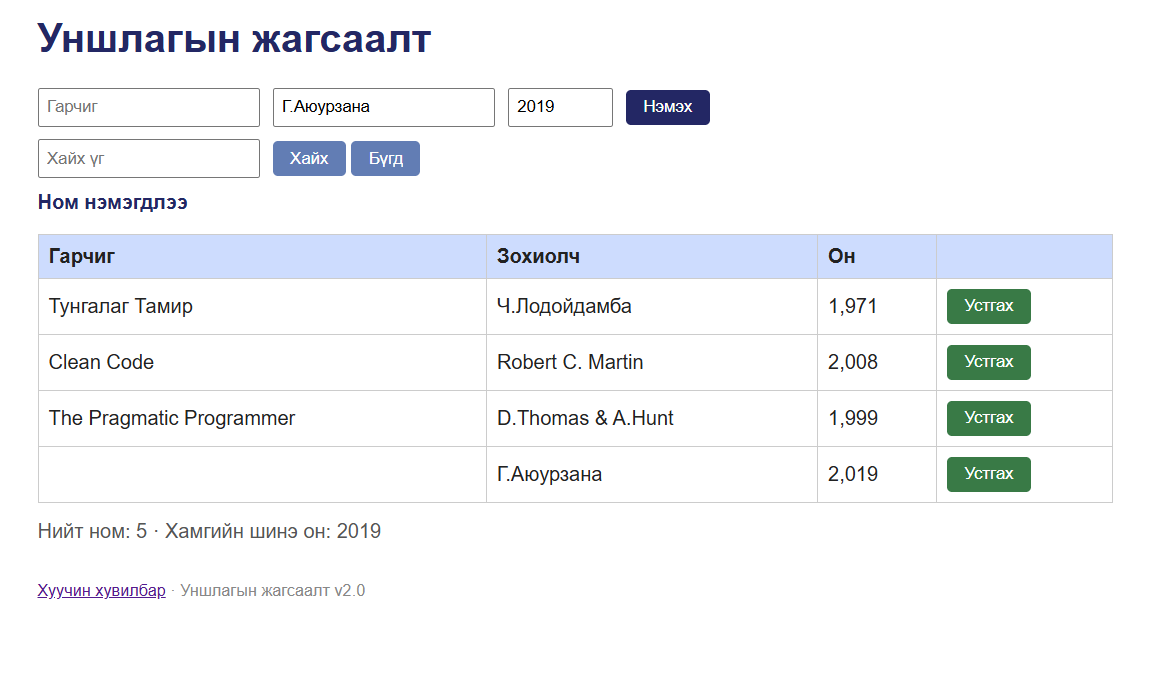 Уншлагын жагсаалт
Гарчиг Г.Аюурзана 2019 Нэмэх
Хайх үг Хайх Бүгд
Ном нэмэгдлээ
Гарчиг Зохиолч Он
Тунгалаг Тамир Ч.Лодойдамба 1,971 Устгах
Clean Code Robert C. Martin 2,008 Устгах
The Pragmatic Programmer D.Thomas & A.Hunt 1,999 Устгах
Г.Аюурзана 2,019 Устгах
Нийт ном: 5 · Хамгийн шинэ он: 2019
Хуучин хувилбар · Уншлагын жагсаалт v2.0